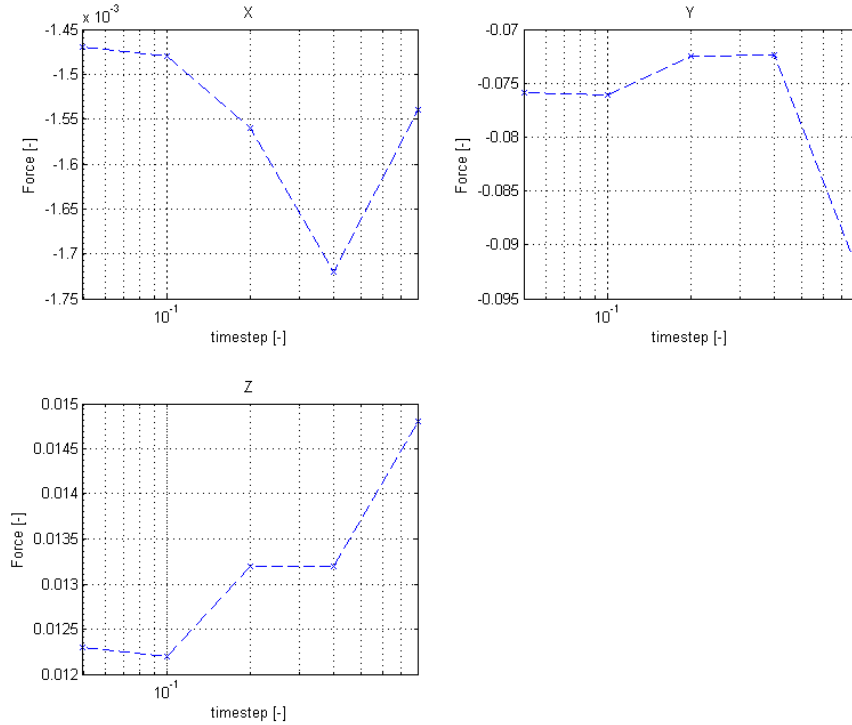 x 10-3
X
-1.45
-1.5
-1.55
-1.6
-1.65
-1.7
-1.75
Force [-]
10-1
timestep [-]
Y
-0.07
-0.075
-0.08
-0.085
-0.09
-0.095
Force [-]
10-1
timestep [-]
Z
0.015
0.0145
0.014
0.0135
0.013
0.0125
0.012
Force [-]
10-1
timestep [-]